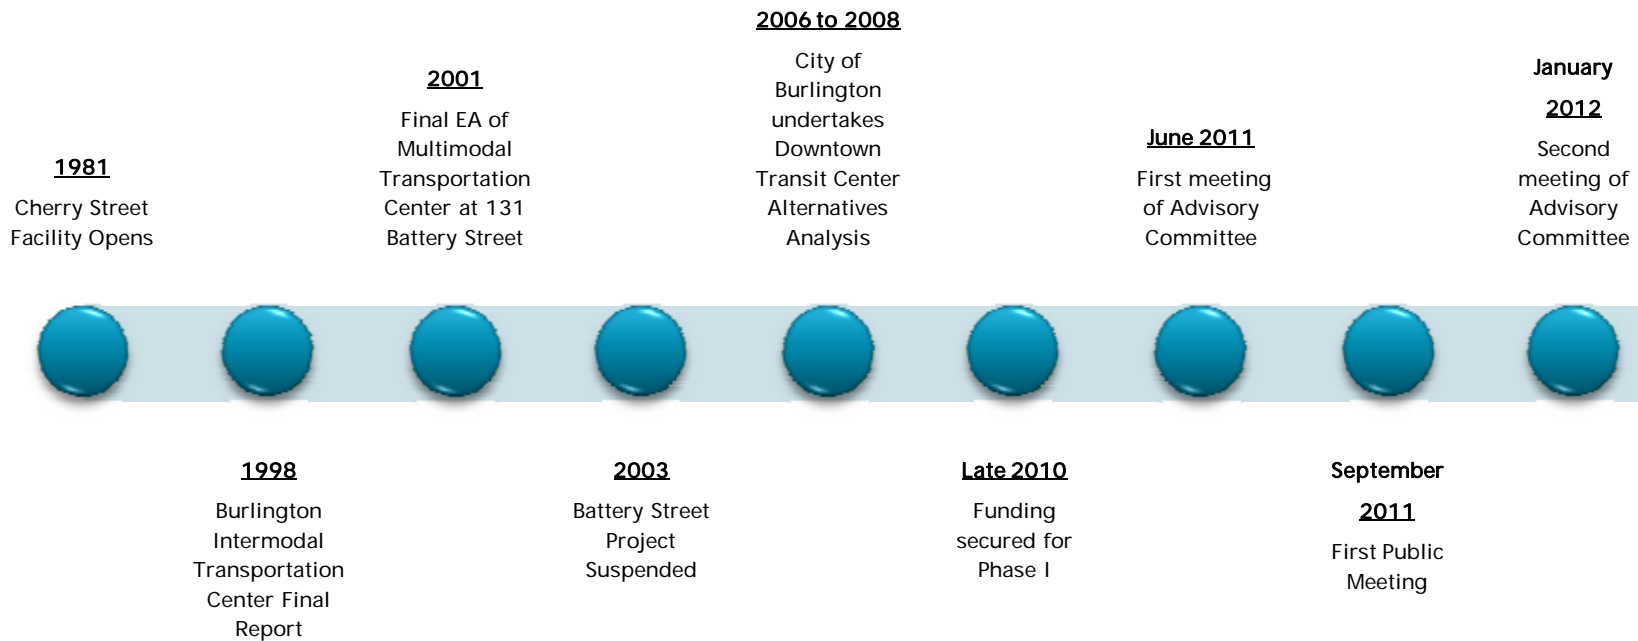 1981
Cherry Street
Facility Opens
1998
Burlington
Intermodal
Transportation
Center Final
Report
2001
Final EA of
Multimodal
Transportation
Center at 131
Battery Street
2003
Battery Street
Project
Suspended
2006 to 2008
City of
Burlington
undertakes
Downtown
Transit Center
Alternatives
Analysis
Late 2010
Funding
secured for
Phase I
June 2011
First meeting
of Advisory
Committee
September
2011
First Public
Meeting
January
2012
Second
meeting of
Advisory
Committee